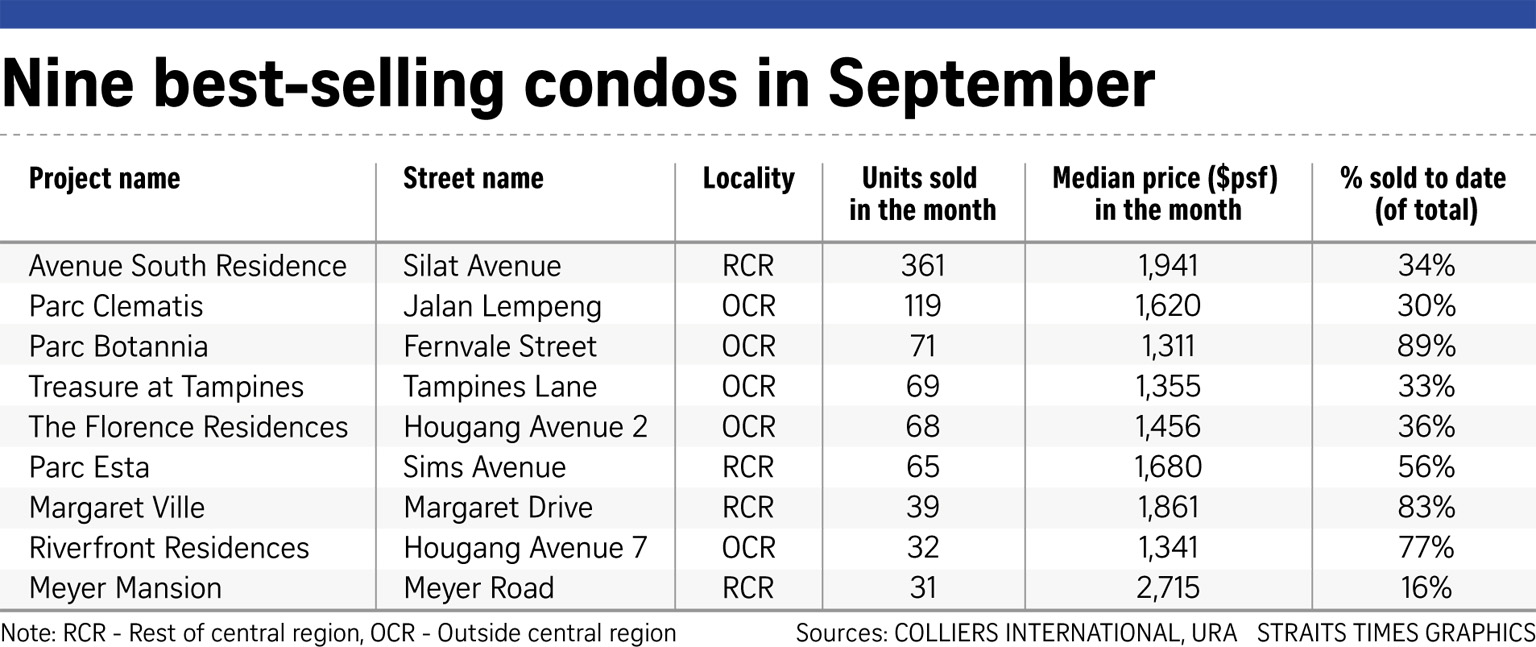 Nine best-selling condos in September
Project name Street name Locality Units sold in the month Median price ($psf) in the month % sold to date (of total)
Avenue South Residence Silat Avenue RCR 361 1,941 34%
Parc Clematis Jalan Lempeng OCR 119 1,620 30%
Parc Botannia Fernvale Street OCR 71 1,311 89%
Treasure at Tampines Tampines Lane OCR 69 1,355 33%
The Florence Residences Hougang Avenue 2 OCR 68 1,456 36%
Parc Esta Sims Avenue RCR 65 1,680 56%
Margaret Ville Margaret Drive RCR 39 1,861 83%
Riverfront Residences Hougang Avenue 7 OCR 32 1,341 77%
Meyer Mansion Meyer Road RCR 31 2,715 16%
Note: RCR - Rest of central region, OCR - Outside central region Sources: COLLIERS INTERNATIONAL, URA STRAITS TIMES GRAPHICS